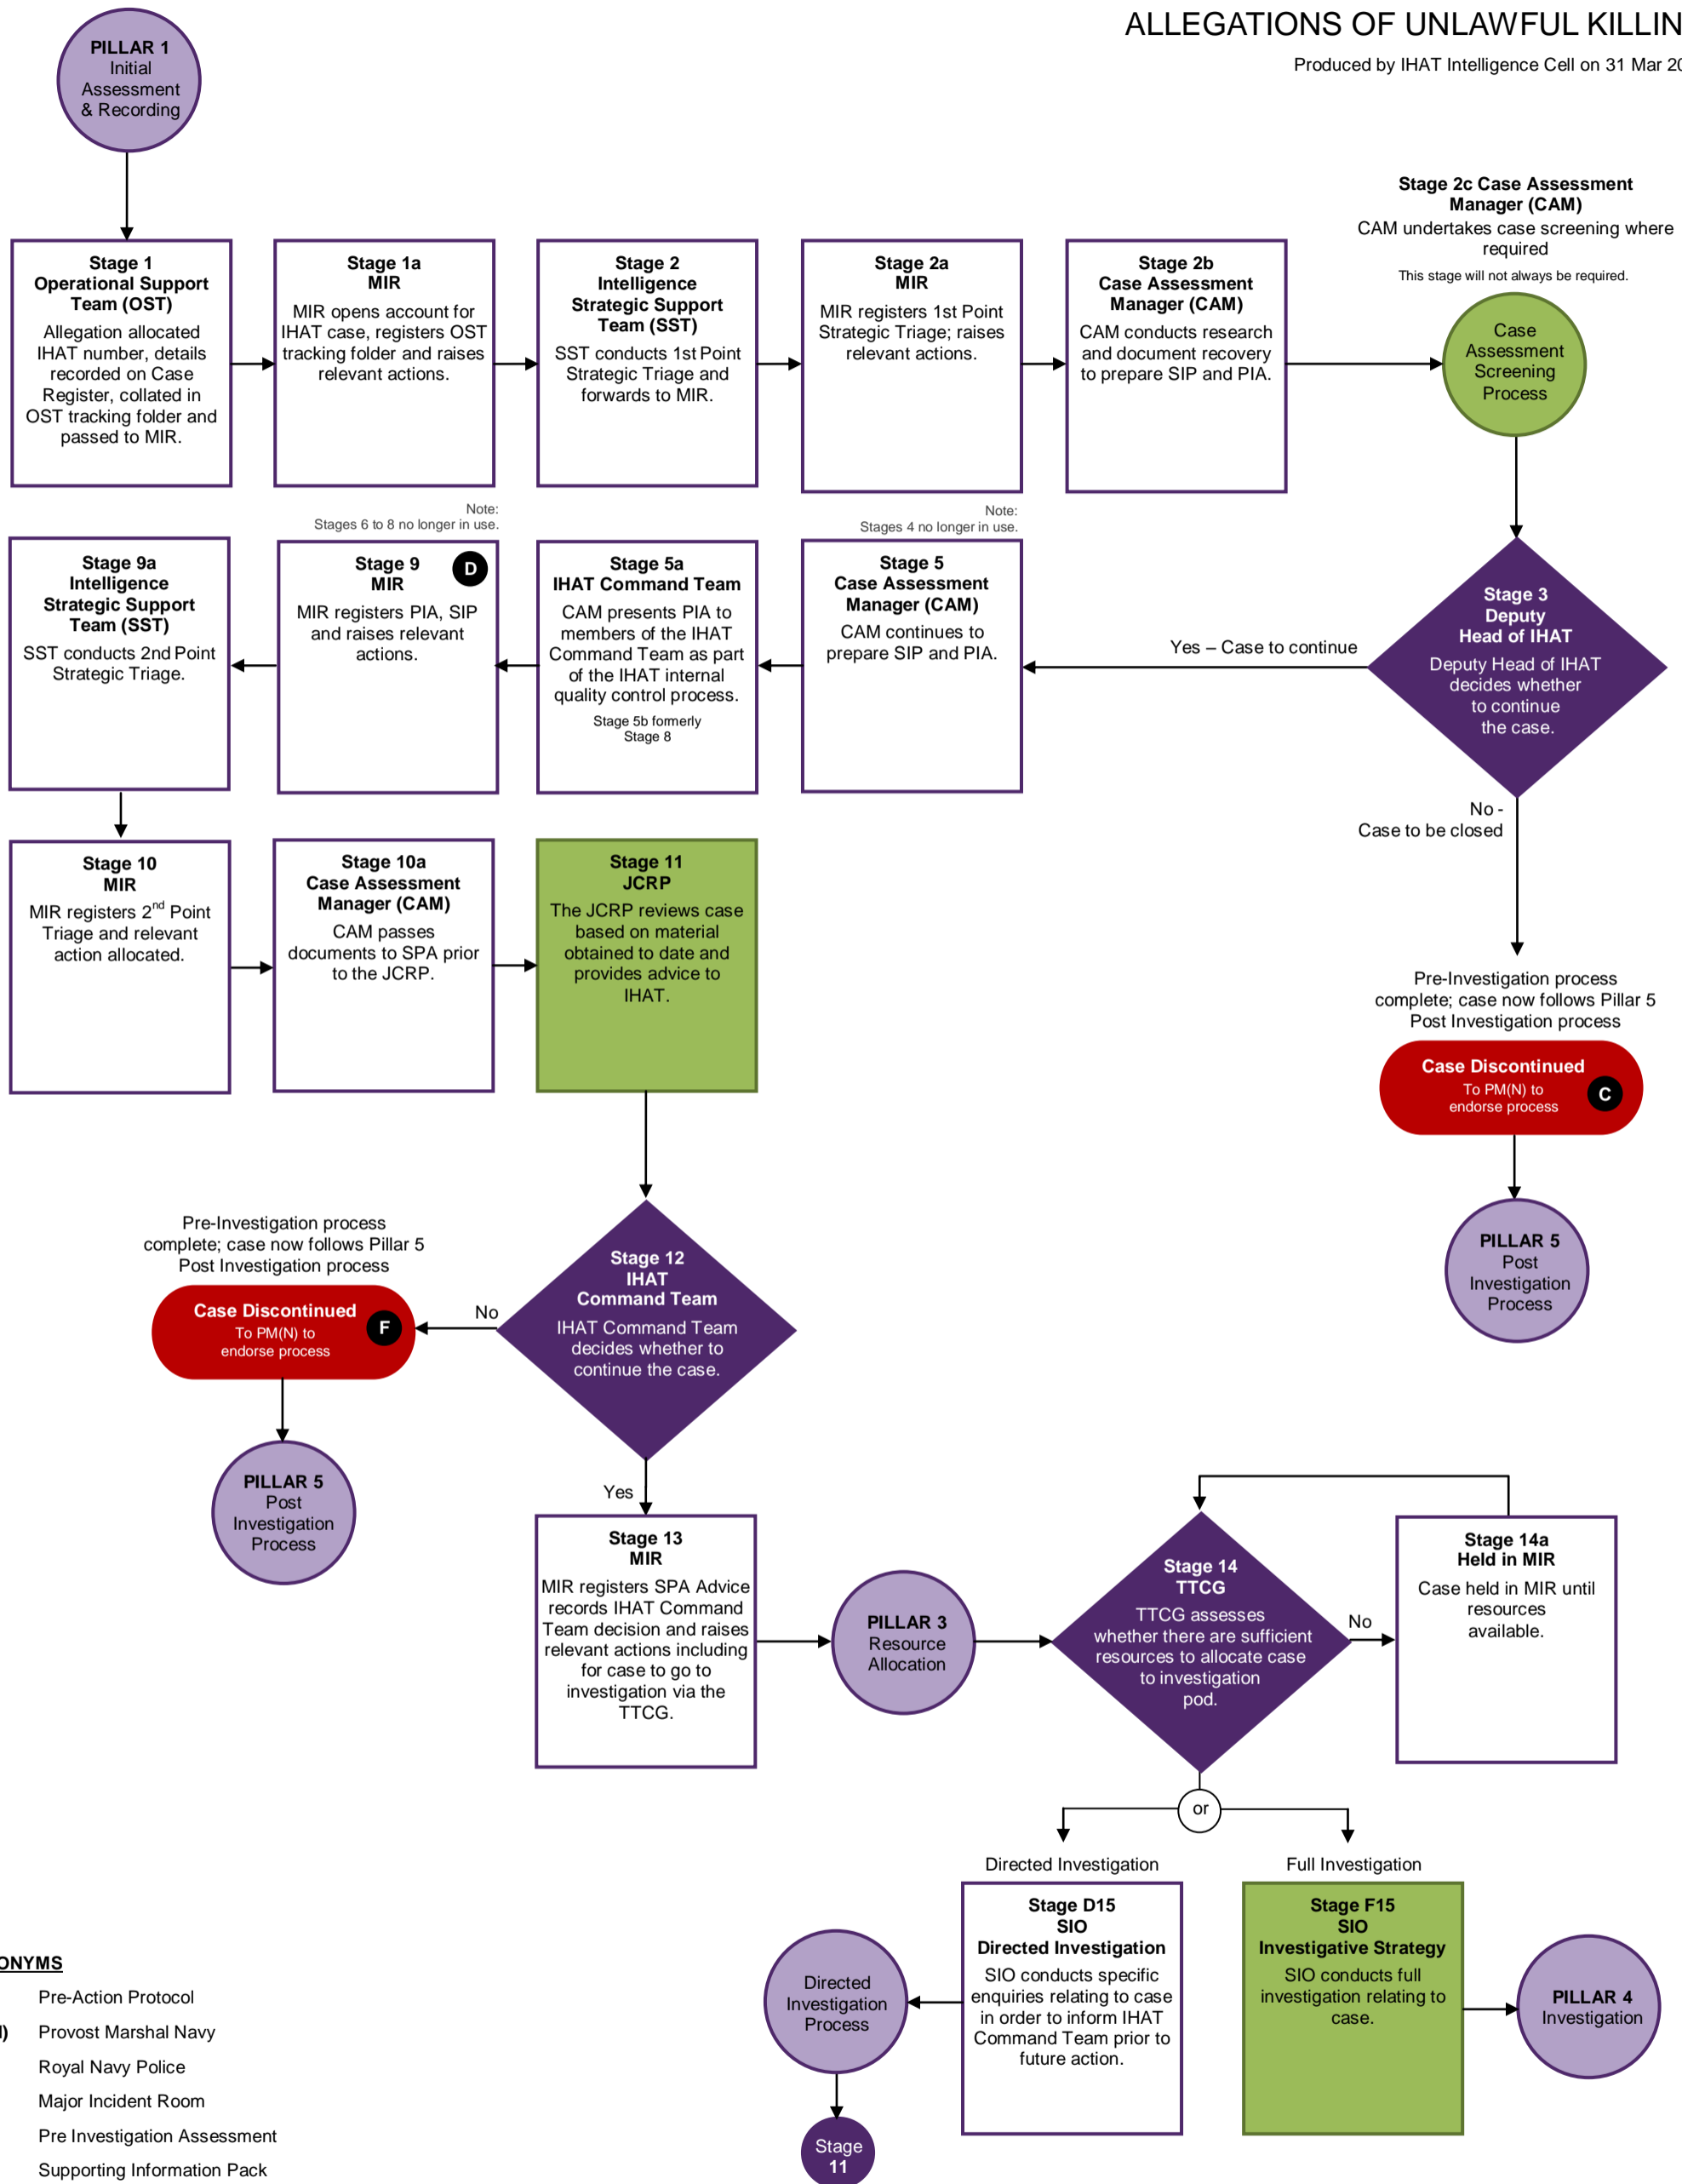 ALLEGATIONS OF UNLAWFUL KILLIN
Produced by IHAT Intelligence Cell on 31 Mar 20
PILLAR 1
Initial
Assessment
& Recording
Stage 1
Operational Support
Team (OST)
Allegation allocated
IHAT number, details
recorded on Case
Register, collated in
OST tracking folder and
passed to MIR.
Stage 1a
MIR
MIR opens account for
IHAT case, registers OST
tracking folder and raises
relevant actions.
Stage 2
Intelligence
Strategic Support
Team (SST)
SST conducts 1st Point
Strategic Triage and
forwards to MIR.
Stage 2a
MIR
MIR registers 1st Point
Strategic Triage; raises
relevant actions.
Stage 2b
Case Assessment
Manager (CAM)
CAM conducts research
and document recovery
to prepare SIP and PIA.
Stage 2c Case Assessment
Manager (CAM)
CAM undertakes case screening where
required
This stage will not always be required.
Case
Assessment
Screening
Process
Stage 3
Deputy
Head of IHAT
Deputy Head of IHAT
decides whether
to continue
the case.
Yes – Case to continue
Note:
Stages 4 no longer in use.
Stage 5
Case Assessment
Manager (CAM)
CAM continues to
prepare SIP and PIA.
Stage 5a
IHAT Command Team
CAM presents PIA to
members of the IHAT
Command Team as part
of the IHAT internal
quality control process.
Stage 5b formerly
Stage 8
Note:
Stages 6 to 8 no longer in use.
Stage 9
MIR
D
MIR registers PIA, SIP
and raises relevant
actions.
Stage 9a
Intelligence
Strategic Support
Team (SST)
SST conducts 2nd Point
Strategic Triage.
No -
Case to be closed
Pre-Investigation process
complete; case now follows Pillar 5
Post Investigation process
Case Discontinued
To PM(N) to
endorse process
C
PILLAR 5
Post
Investigation
Process
Stage 10
MIR
MIR registers 2nd Point
Triage and relevant
action allocated.
Stage 10a
Case Assessment
Manager (CAM)
CAM passes
documents to SPA prior
to the JCRP.
Stage 11
JCRP
The JCRP reviews case
based on material
obtained to date and
provides advice to
IHAT.
Stage 12
IHAT
Command Team
IHAT Command Team
decides whether to
continue the case.
No
Pre-Investigation process
complete; case now follows Pillar 5
Post Investigation process
Case Discontinued
To PM(N) to
endorse process
F
PILLAR 5
Post
Investigation
Process
Yes
Stage 13
MIR
MIR registers SPA Advice
records IHAT Command
Team decision and raises
relevant actions including
for case to go to
investigation via the
TTCG.
PILLAR 3
Resource
Allocation
Stage 14
TTCG
TTCG assesses
whether there are sufficient
resources to allocate case
to investigation
pod.
No
Stage 14a
Held in MIR
Case held in MIR until
resources
available.
or
Directed Investigation
Full Investigation
Stage D15
SIO
Directed Investigation
SIO conducts specific
enquiries relating to case
in order to inform IHAT
Command Team prior to
future action.
Stage F15
SIO
Investigative Strategy
SIO conducts full
investigation relating to
case.
PILLAR 4
Investigation
Directed
Investigation
Process
Stage
11
ONYMS
Pre-Action Protocol
) Provost Marshal Navy
Royal Navy Police
Major Incident Room
Pre Investigation Assessment
Supporting Information Pack